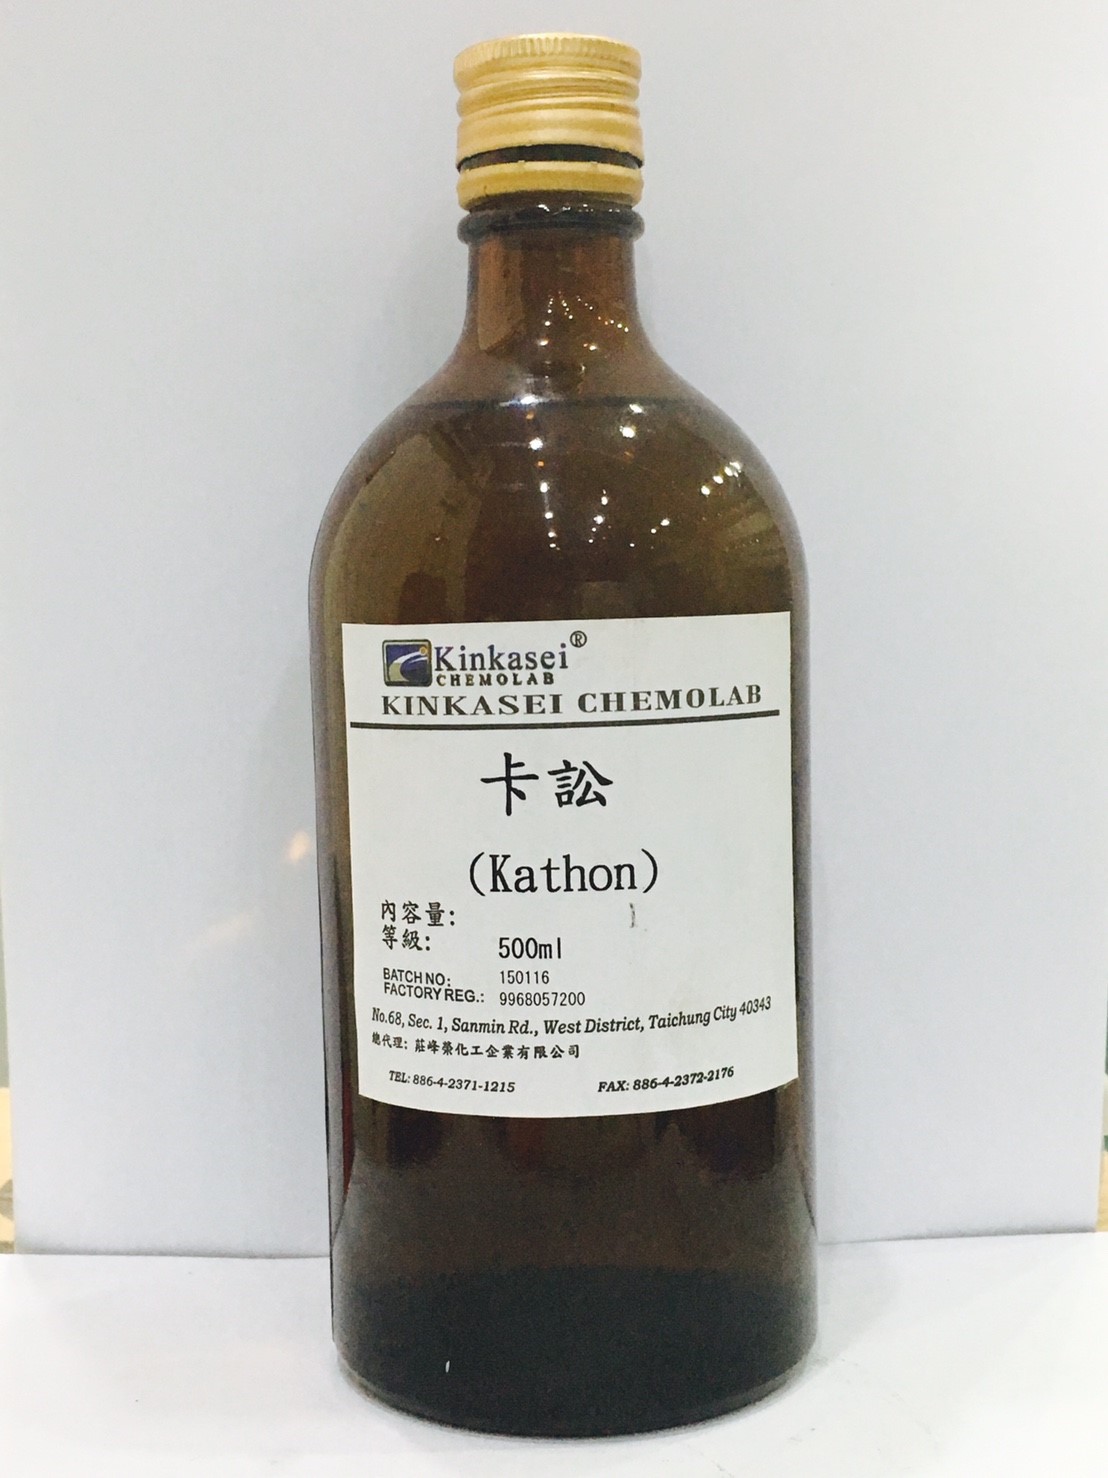 Kinkasei®
CHEMOLAB
KINKASEI CHEMOLAB
卡訟
(Kathon)
內容量:
等級: 500ml
BATCH NO: 150116
FACTORY REG.: 9968057200
No.68, Sec. 1, Sanmin Rd., West District, Taichung City 40343
總代理: 莊峰榮化工企業有限公司
TEL: 886-4-2371-1215 FAX: 886-4-2372-2176